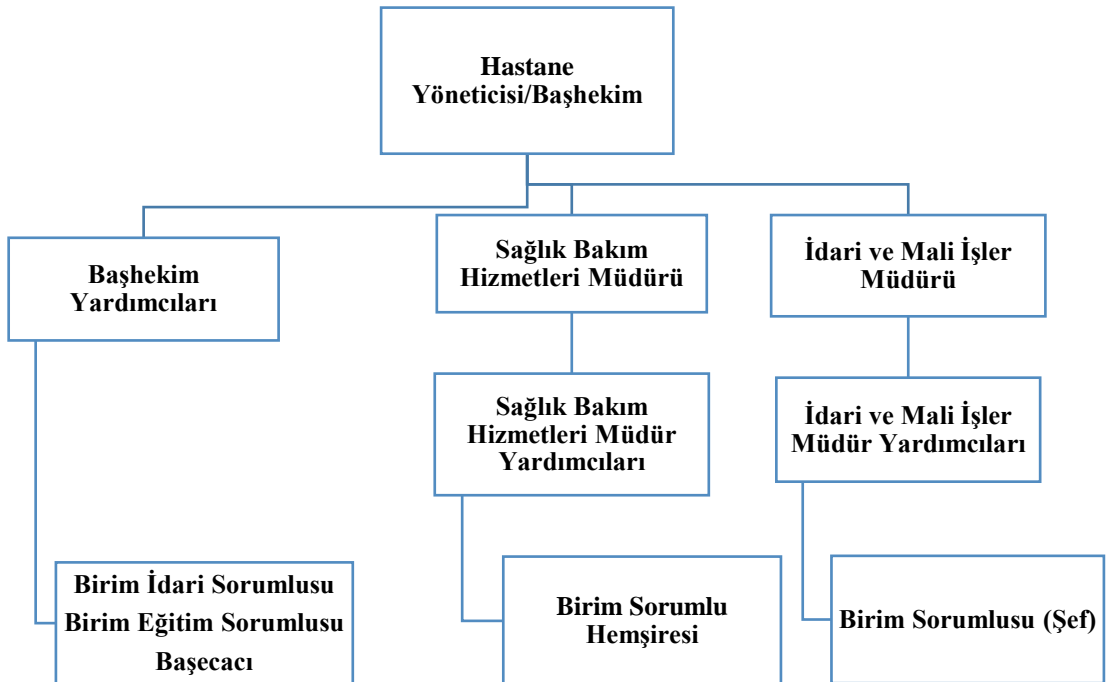 Hastane
Yöneticisi/Başhekim
Başhekim
Yardımcıları
Sağlık Bakım
Hizmetleri Müdürü
İdari ve Mali İşler
Müdürü
Sağlık Bakım
Hizmetleri Müdür
Yardımcıları
İdari ve Mali İşler
Müdür Yardımcıları
Birim İdari Sorumlusu
Birim Eğitim Sorumlusu
Başecacı
Birim Sorumlu
Hemşiresi
Birim Sorumlusu (Şef)